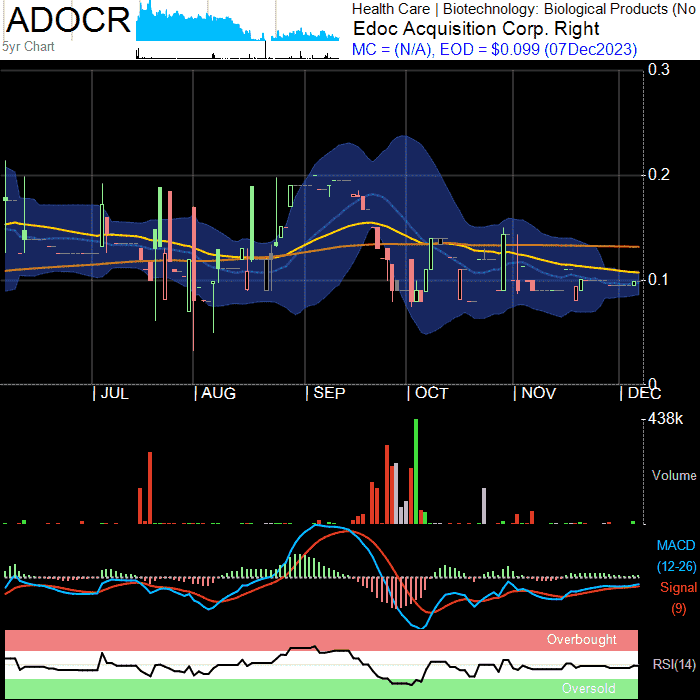 ADOCR
5yr Chart
Health Care | Biotechnology: Biological Products (No
Edoc Acquisition Corp. Right
MC = (N/A), EOD = $0.099 (07Dec2023)
0.3
0.2
0.1
0
| JUL | AUG | SEP | OCT | NOV | DEC
438k
Volume
MACD
(12-26)
Signal
(9)
Overbought
RSI(14)
Oversold